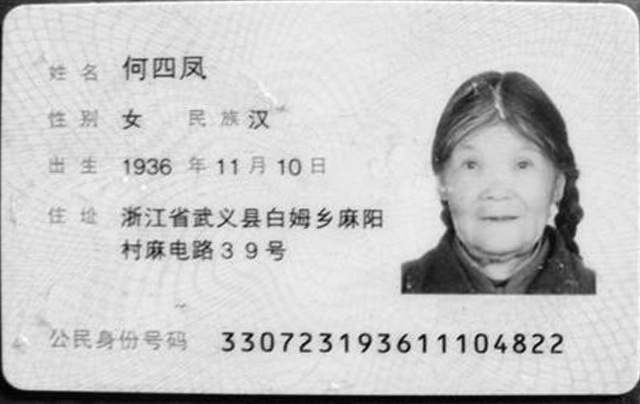 姓名 何四凤
性别 女 民族 汉
出生 1936 年 11 月 10 日
住址 浙江省武义县白姆乡麻阳
村麻电路39号
公民身份号码 330723193611104822